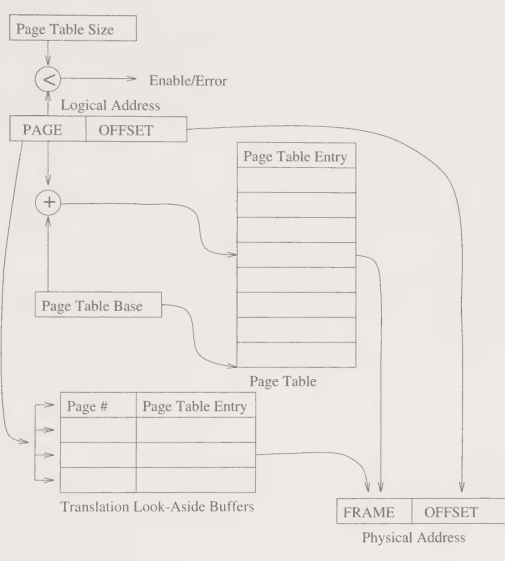 Page Table Size
<
Enable/Error
Logical Address
PAGE OFFSET
Page Table Entry
+
Page Table Base
Page Table
Page # Page Table Entry
Translation Look-Aside Buffers
FRAME OFFSET
Physical Address